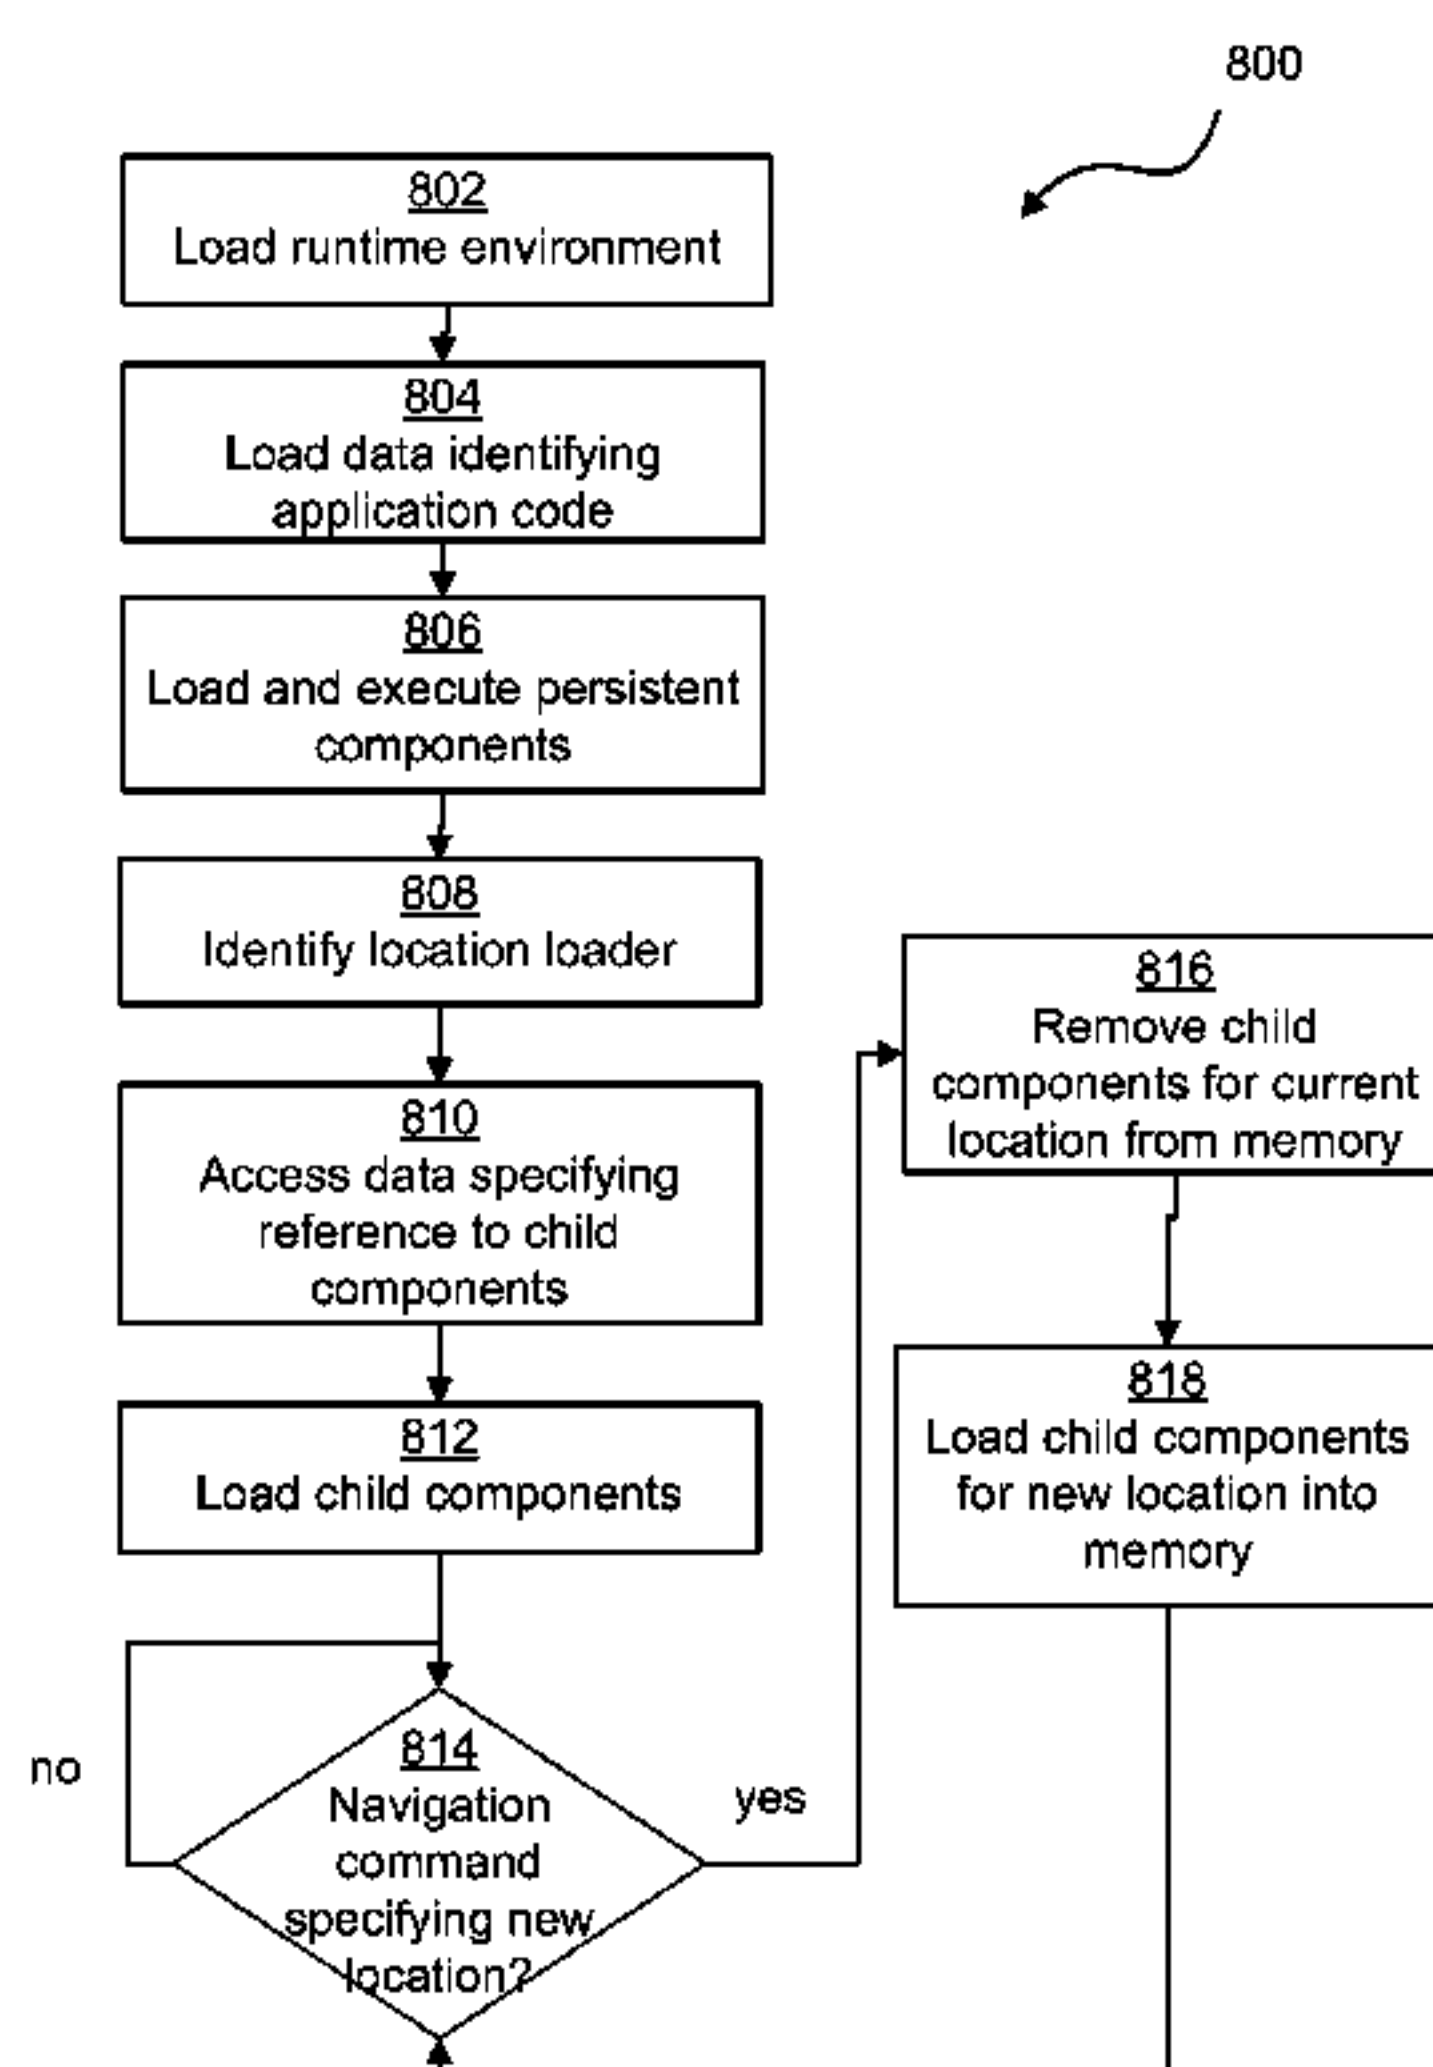 800
802
Load runtime environment
804
Load data identifying
application code
806
Load and execute persistent
components
808
Identify location loader
810
Access data specifying
reference to child
components
812
Load child components
814
Navigation
command
specifying new
location?
no
yes
816
Remove child
components for current
location from memory
818
Load child components
for new location into
memory